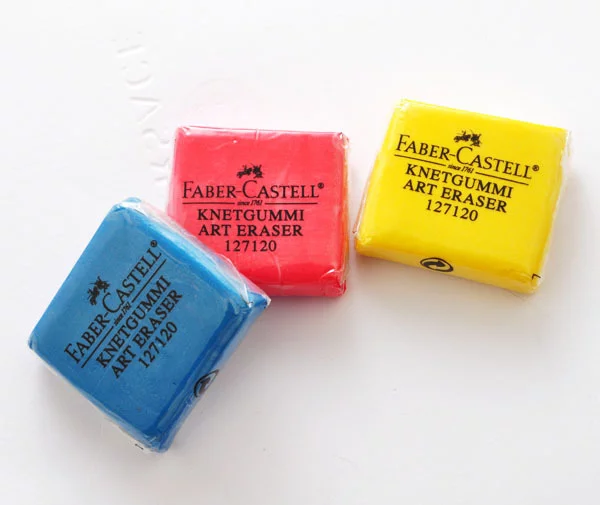 FABER-CASTELL®
since 1761
KNETGUMMI
ART ERASER
127120
FABER-CASTELL®
since 1761
KNETGUMMI
ART ERASER
127120
FABER-CASTELL®
since 1761
KNETGUMMI
ART ERASER
127120